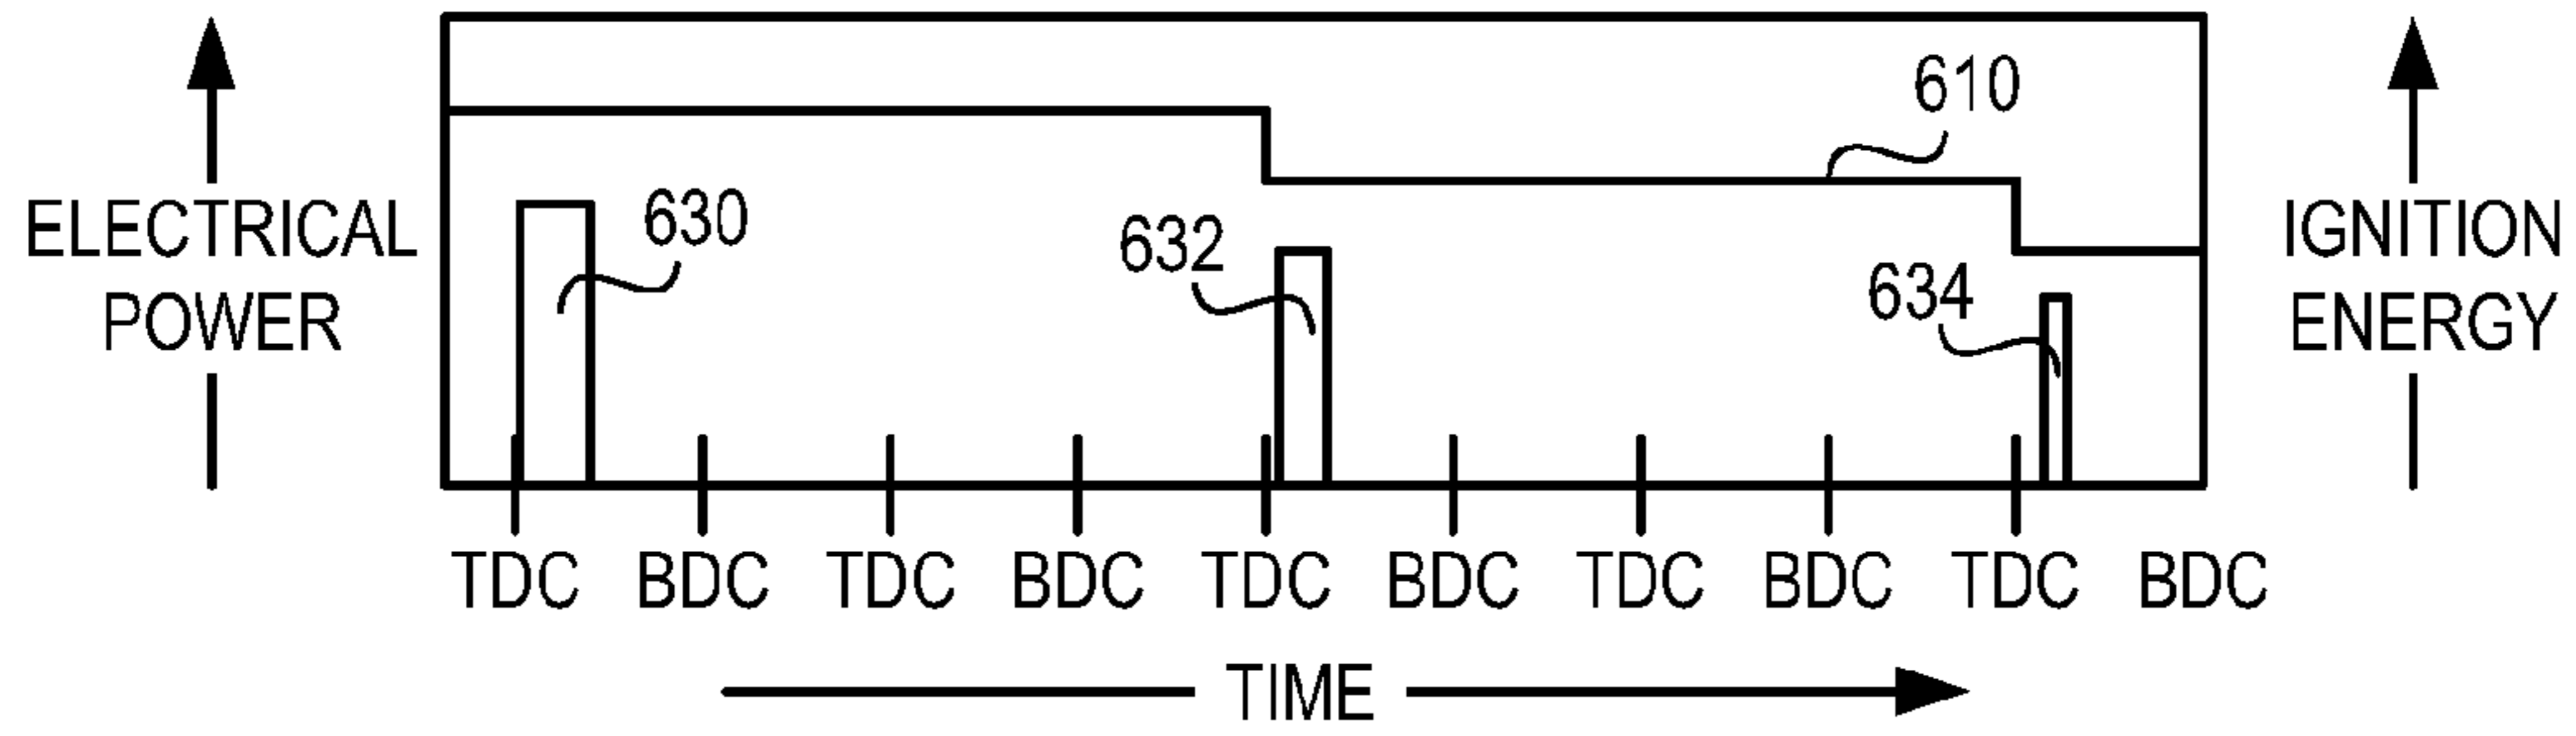 610
630
632
634
ELECTRICAL
POWER
IGNITION
ENERGY
TDC BDC TDC BDC TDC BDC TDC BDC TDC BDC
TIME